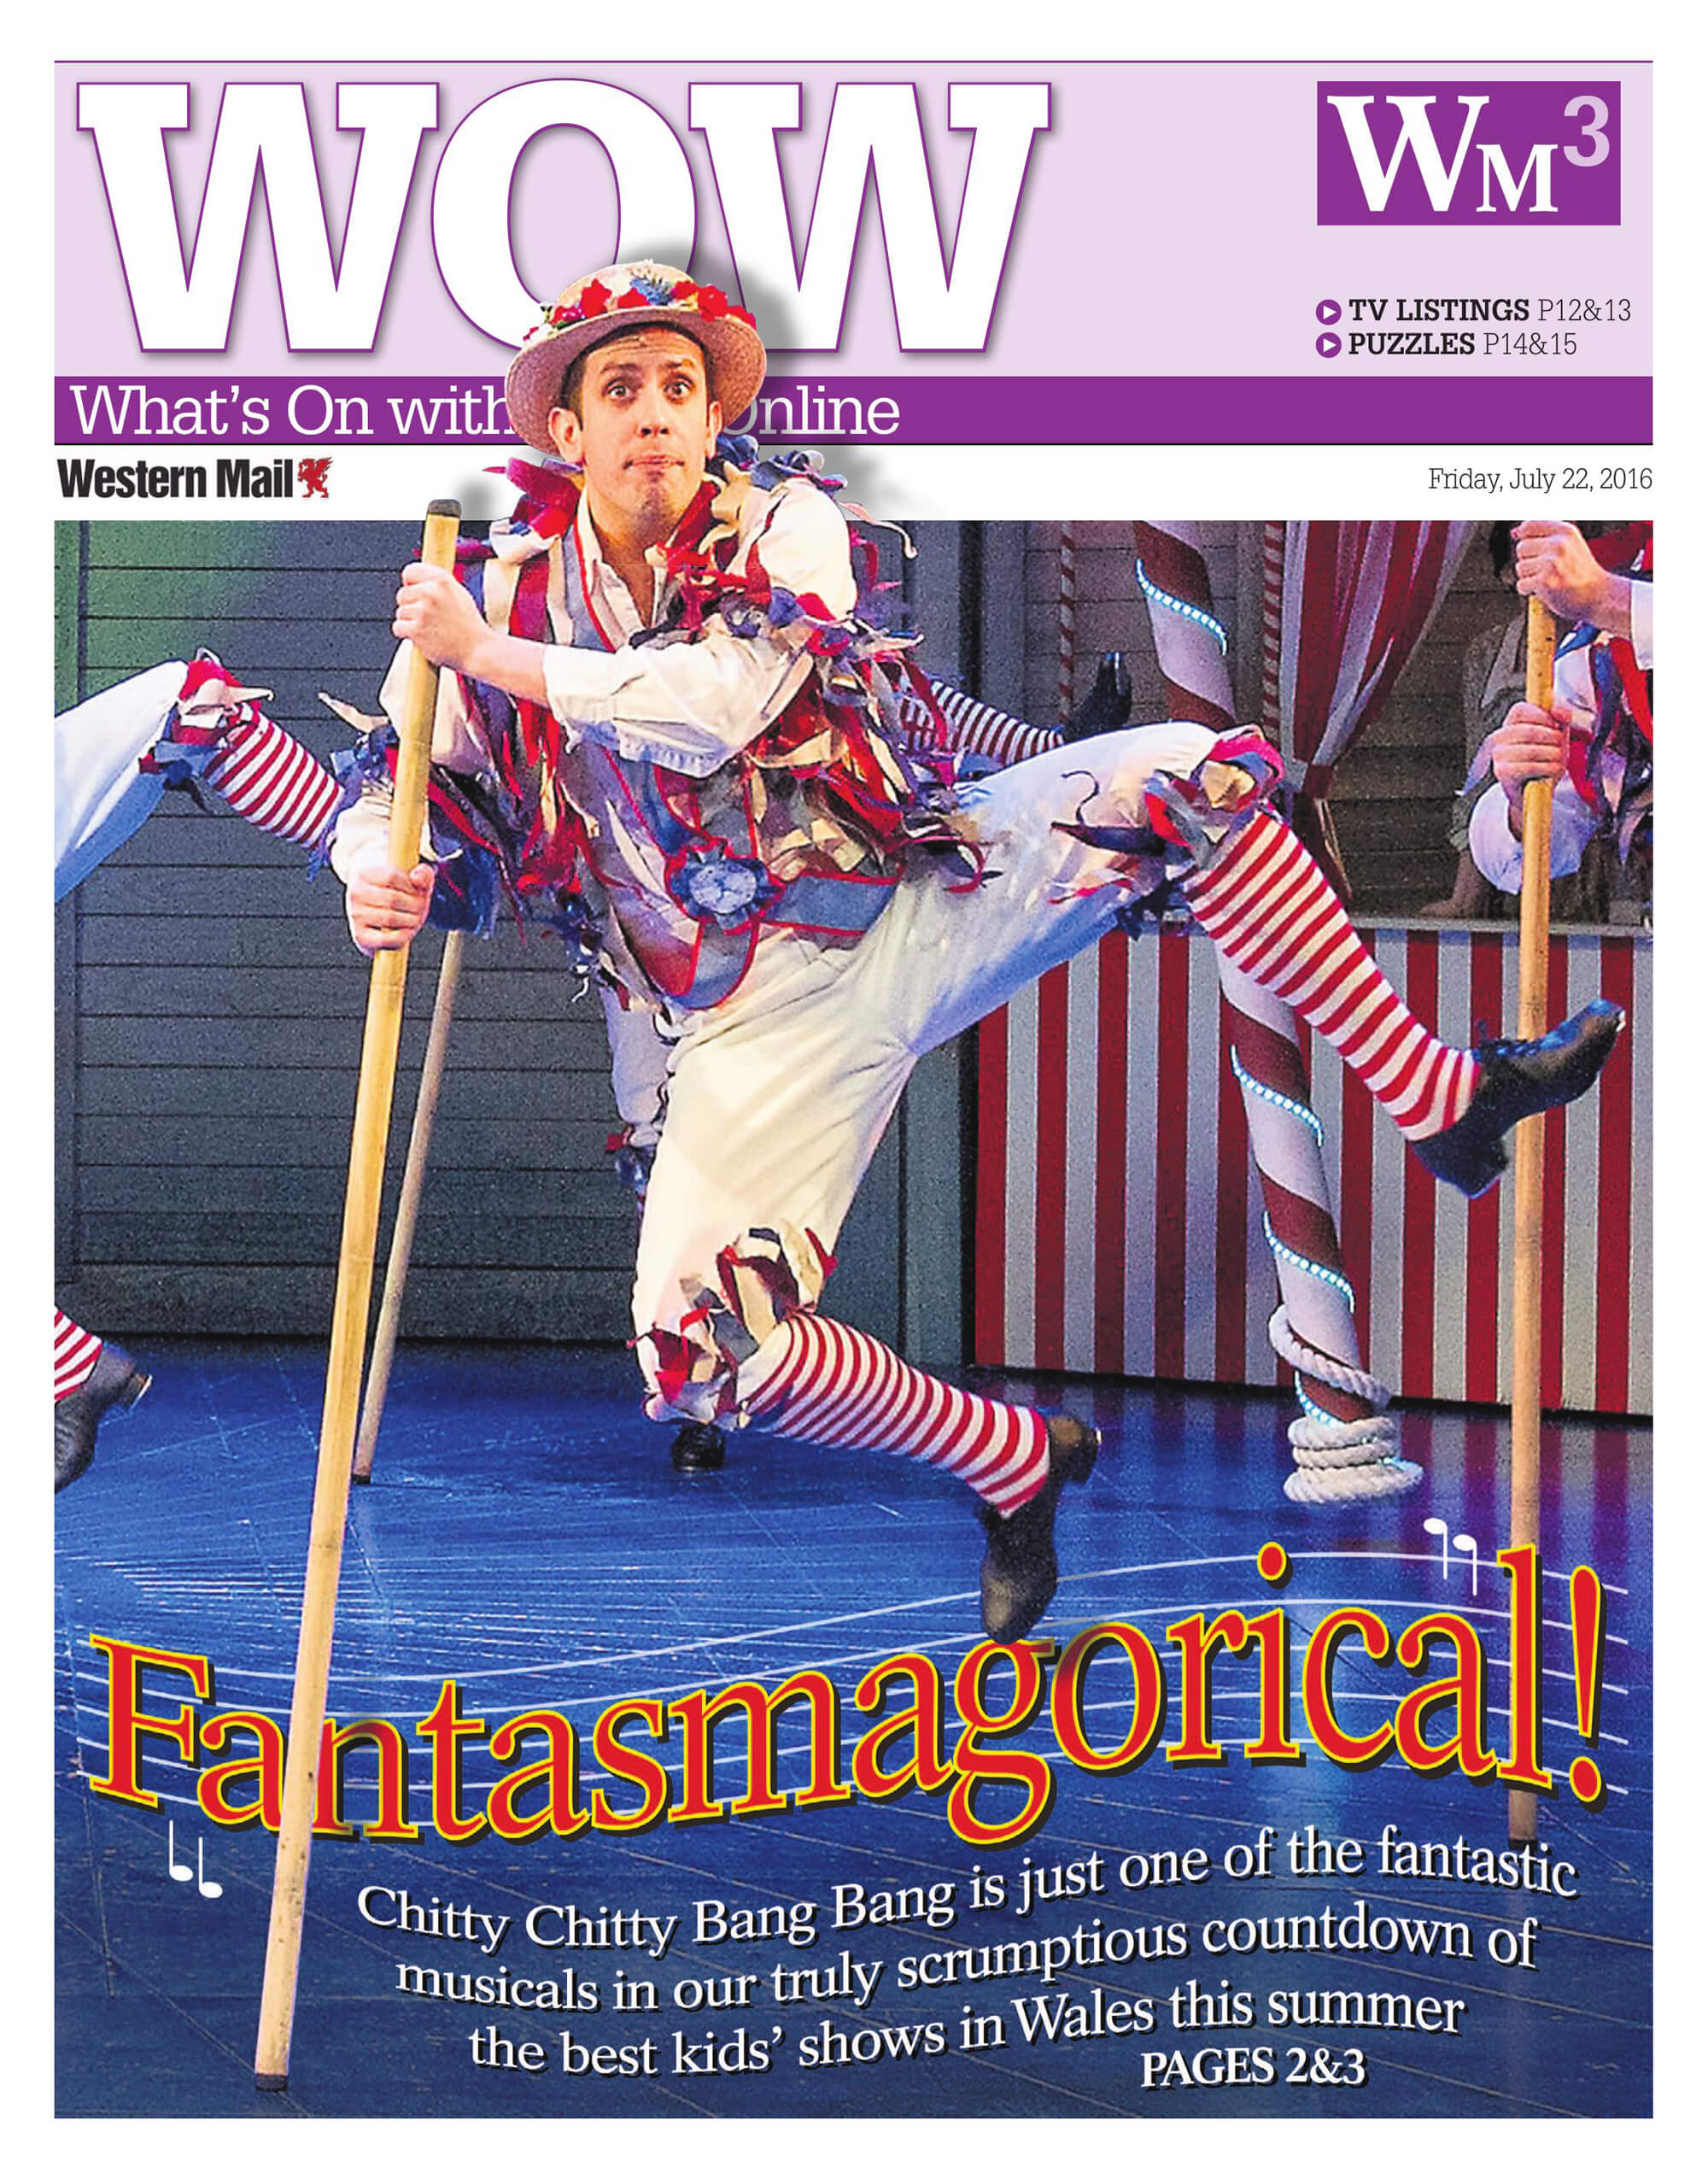 WOW
WM3
TV LISTINGS P12&13
PUZZLES P14&15
What's On with
Western Mail
Friday, July 22, 2016
Fantasmagorical!
Chitty Chitty Bang Bang is just one of the fantastic
musicals in our truly scrumptious countdown of
the best kids' shows in Wales this summer
PAGES 2&3